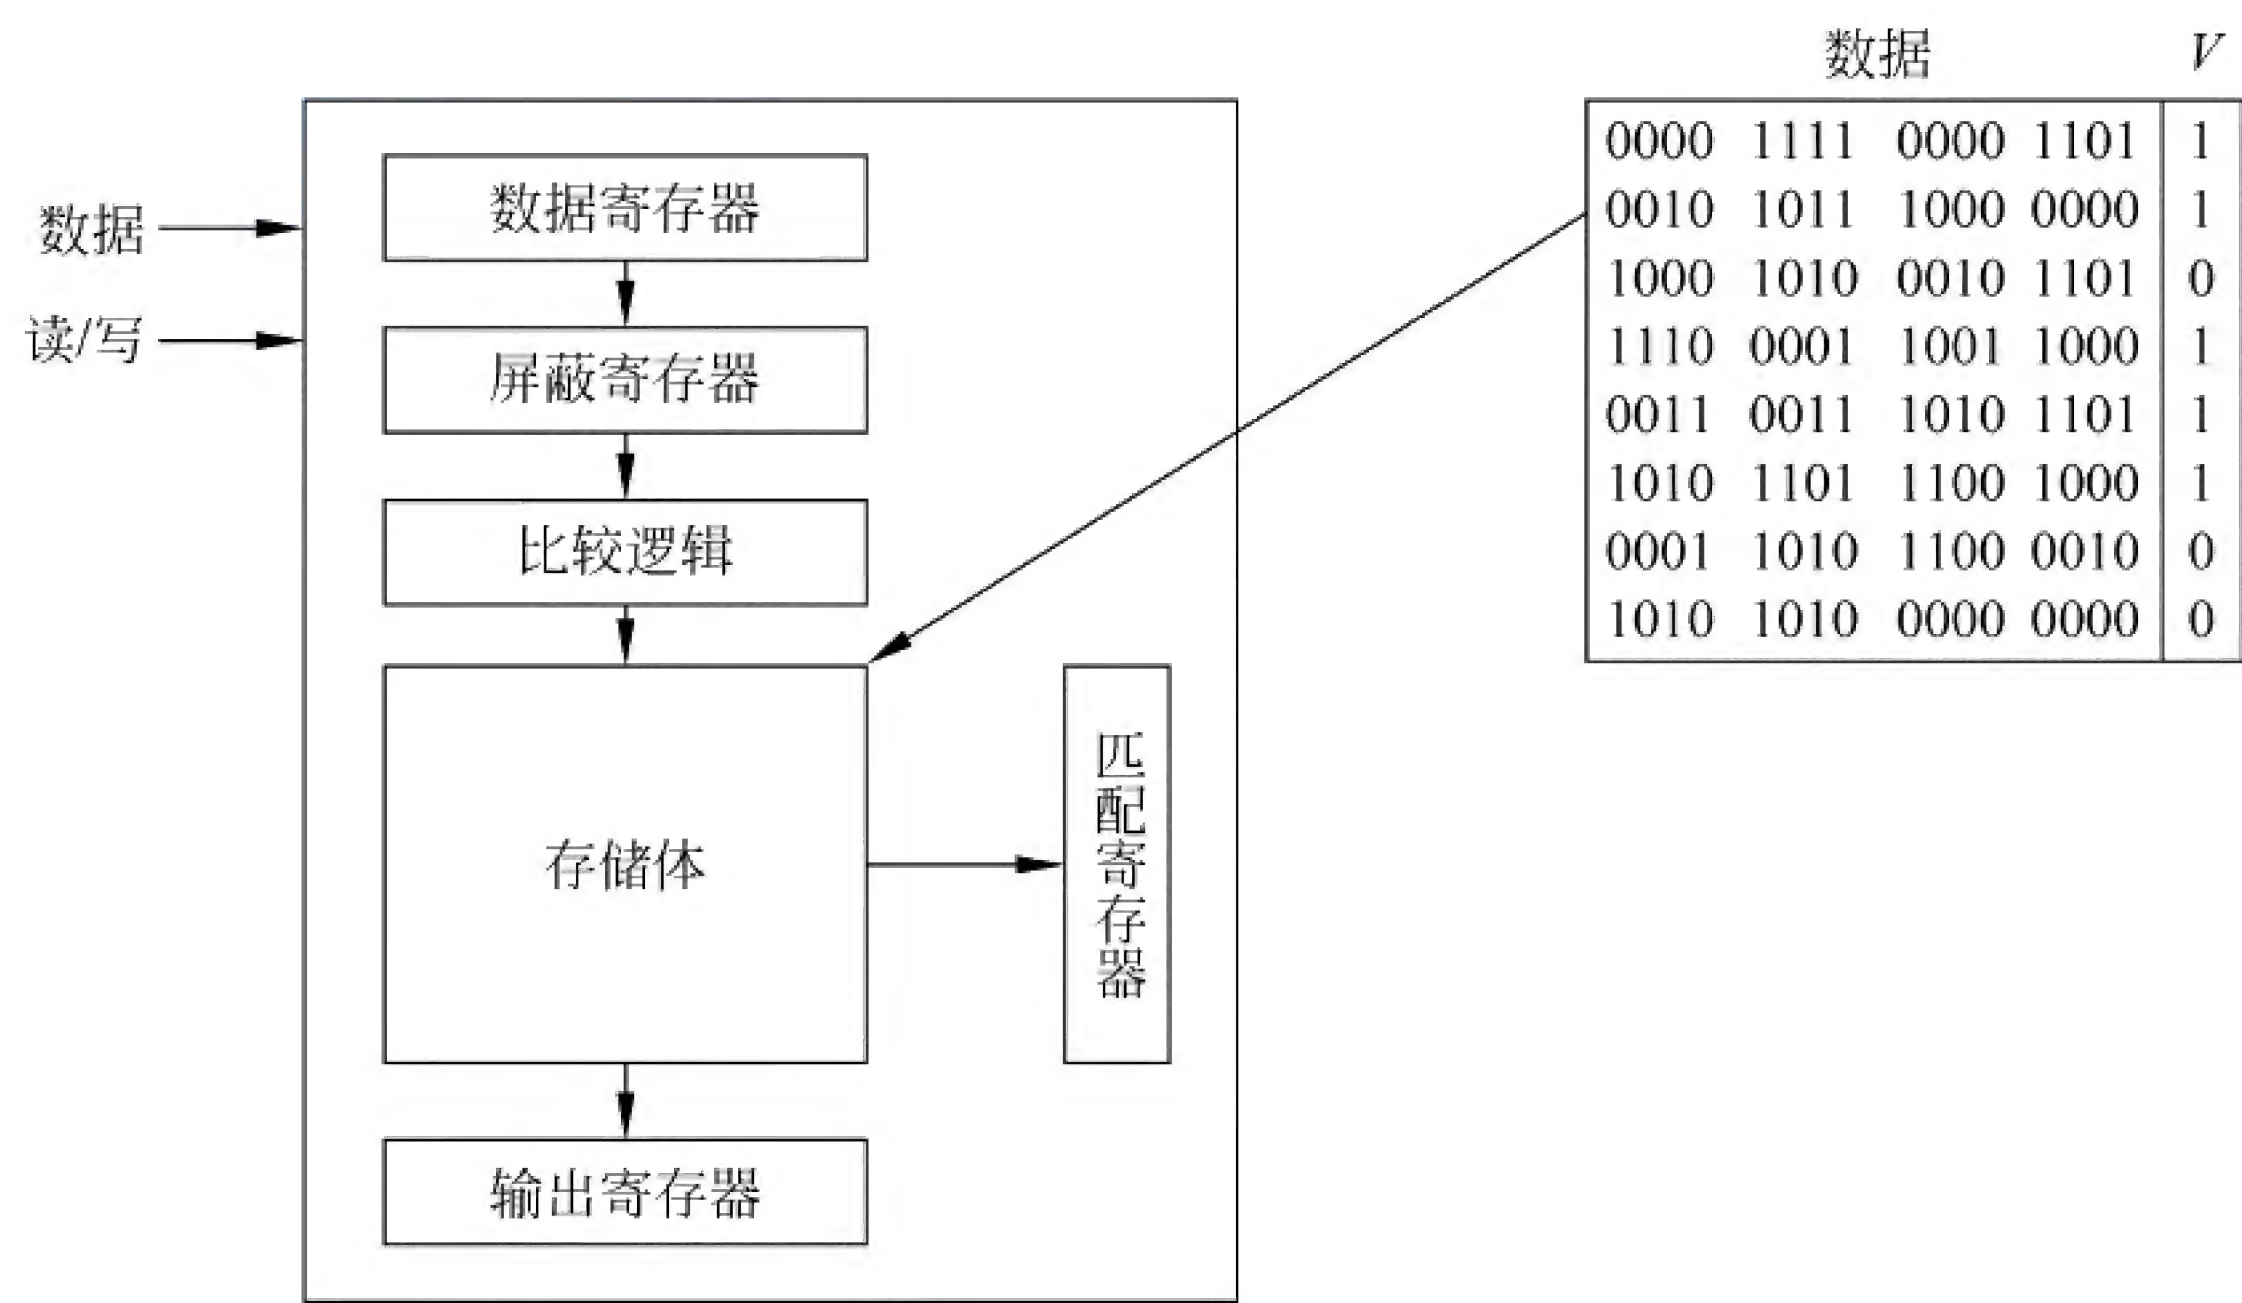 数据 V
数据寄存器
数据
读/写
屏蔽寄存器
比较逻辑
存储体
匹配寄存器
输出寄存器
0000 1111 0000 1101 1
0010 1011 1000 0000 1
1000 1010 0010 1101 0
1110 0001 1001 1000 1
0011 0011 1010 1101 1
1010 1101 1100 1000 1
0001 1010 1100 0010 0
1010 1010 0000 0000 0